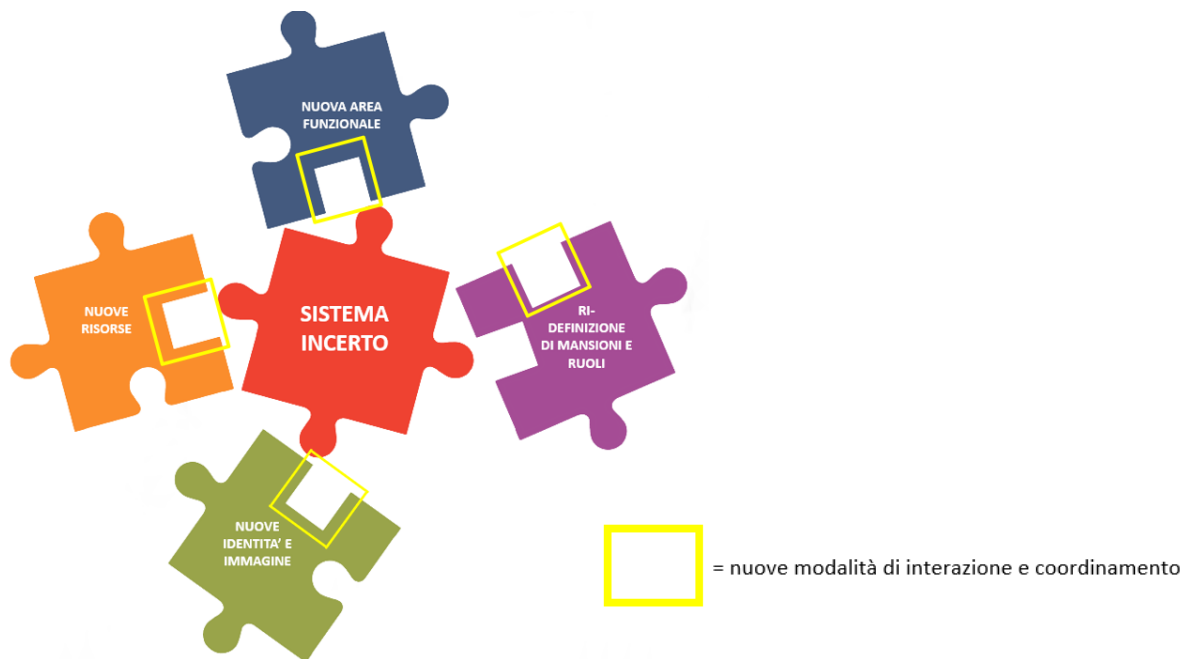 NUOVA AREA
FUNZIONALE
NUOVE
RISORSE
SISTEMA
INCERTO
RI-
DEFINIZIONE
DI MANSIONI E
RUOLI
NUOVE
IDENTITA' E
IMMAGINE
= nuove modalità di interazione e coordinamento